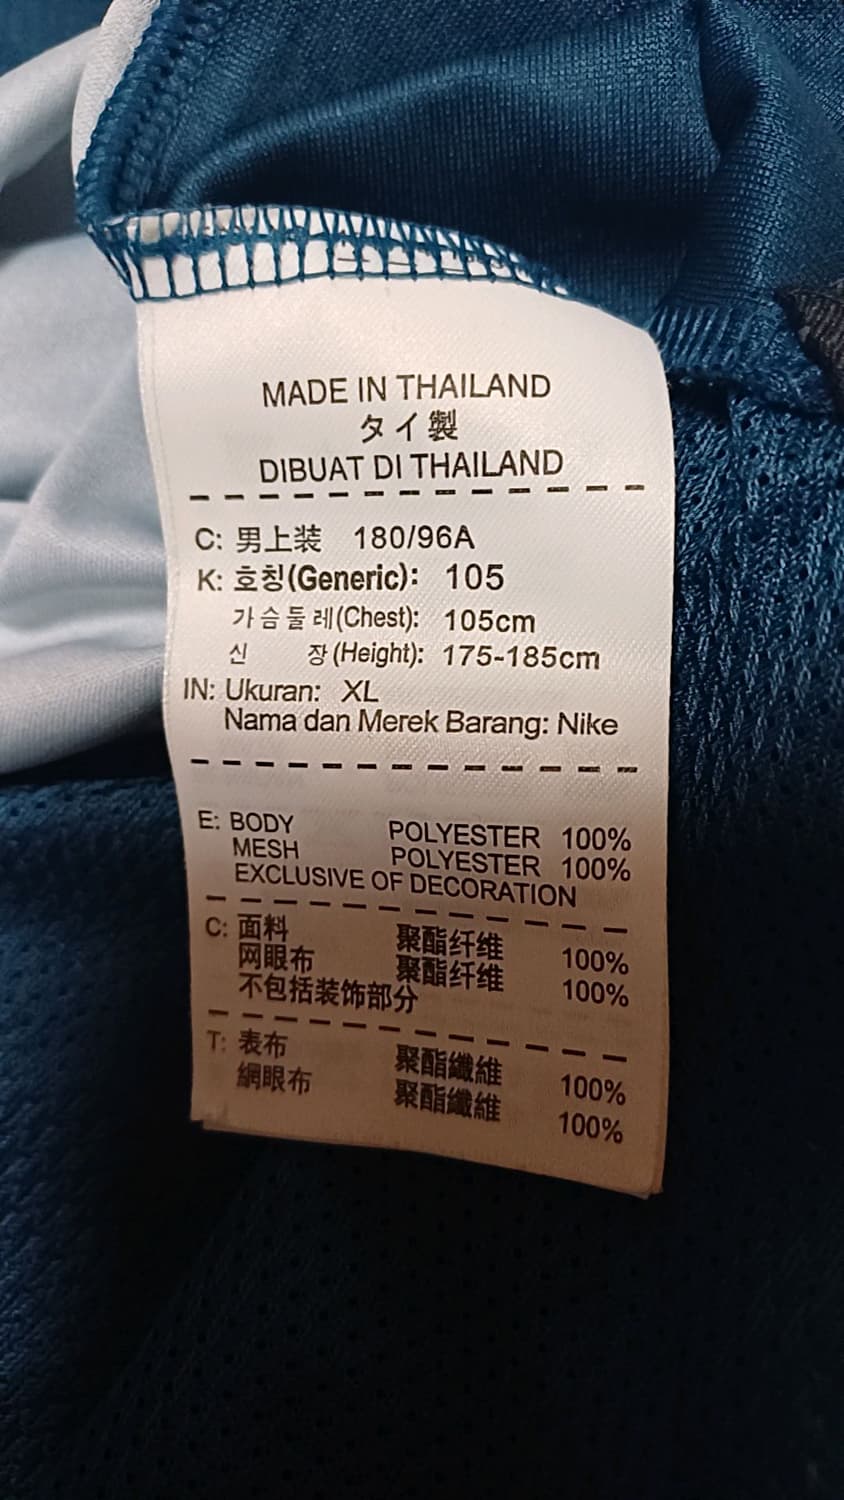 MADE IN THAILAND
タイ製
DIBUAT DI THAILAND
C: 男上装 180/96A
K: 호칭(Generic): 105
가슴둘레(Chest): 105cm
신 장(Height): 175-185cm
IN: Ukuran: XL
Nama dan Merek Barang: Nike
E: BODY POLYESTER 100%
MESH POLYESTER 100%
EXCLUSIVE OF DECORATION
C: 面料 聚酯纤维 100%
网眼布 聚酯纤维 100%
不包括装饰部分
T: 表布 聚酯纖維 100%
網眼布 聚酯纖維 100%